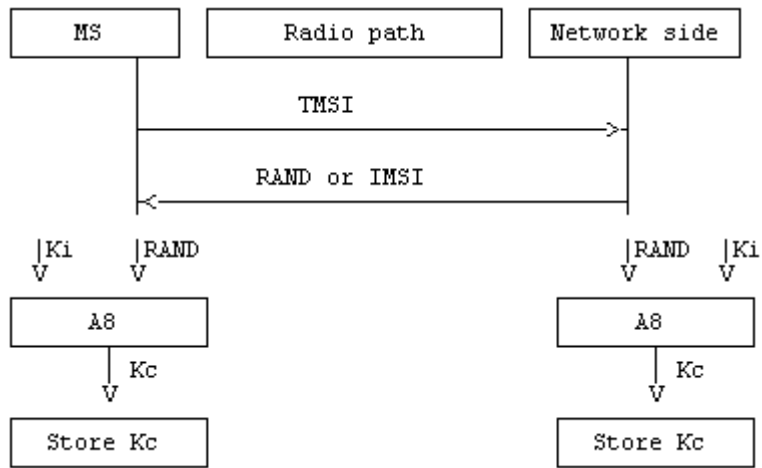 MS Radio path Network side
TMSI
RAND or IMSI
Ki RAND RAND Ki
A8 A8
Kc Kc
Store Kc Store Kc